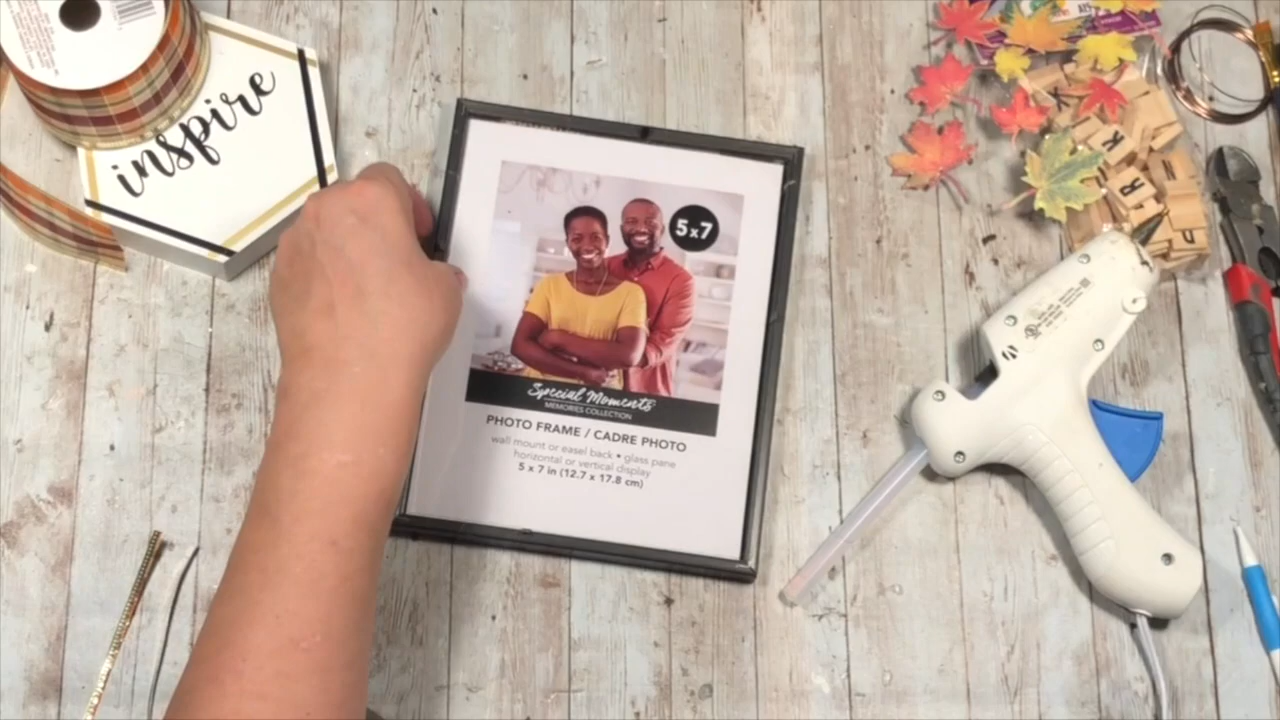 inspire
5x7
Special Moments
MEMORIES COLLECTION
PHOTO FRAME / CADRE PHOTO
wall mount or easel back • glass pane
horizontal or vertical display
5 x 7 in (12.7 x 17.8 cm)
K
K
R
P